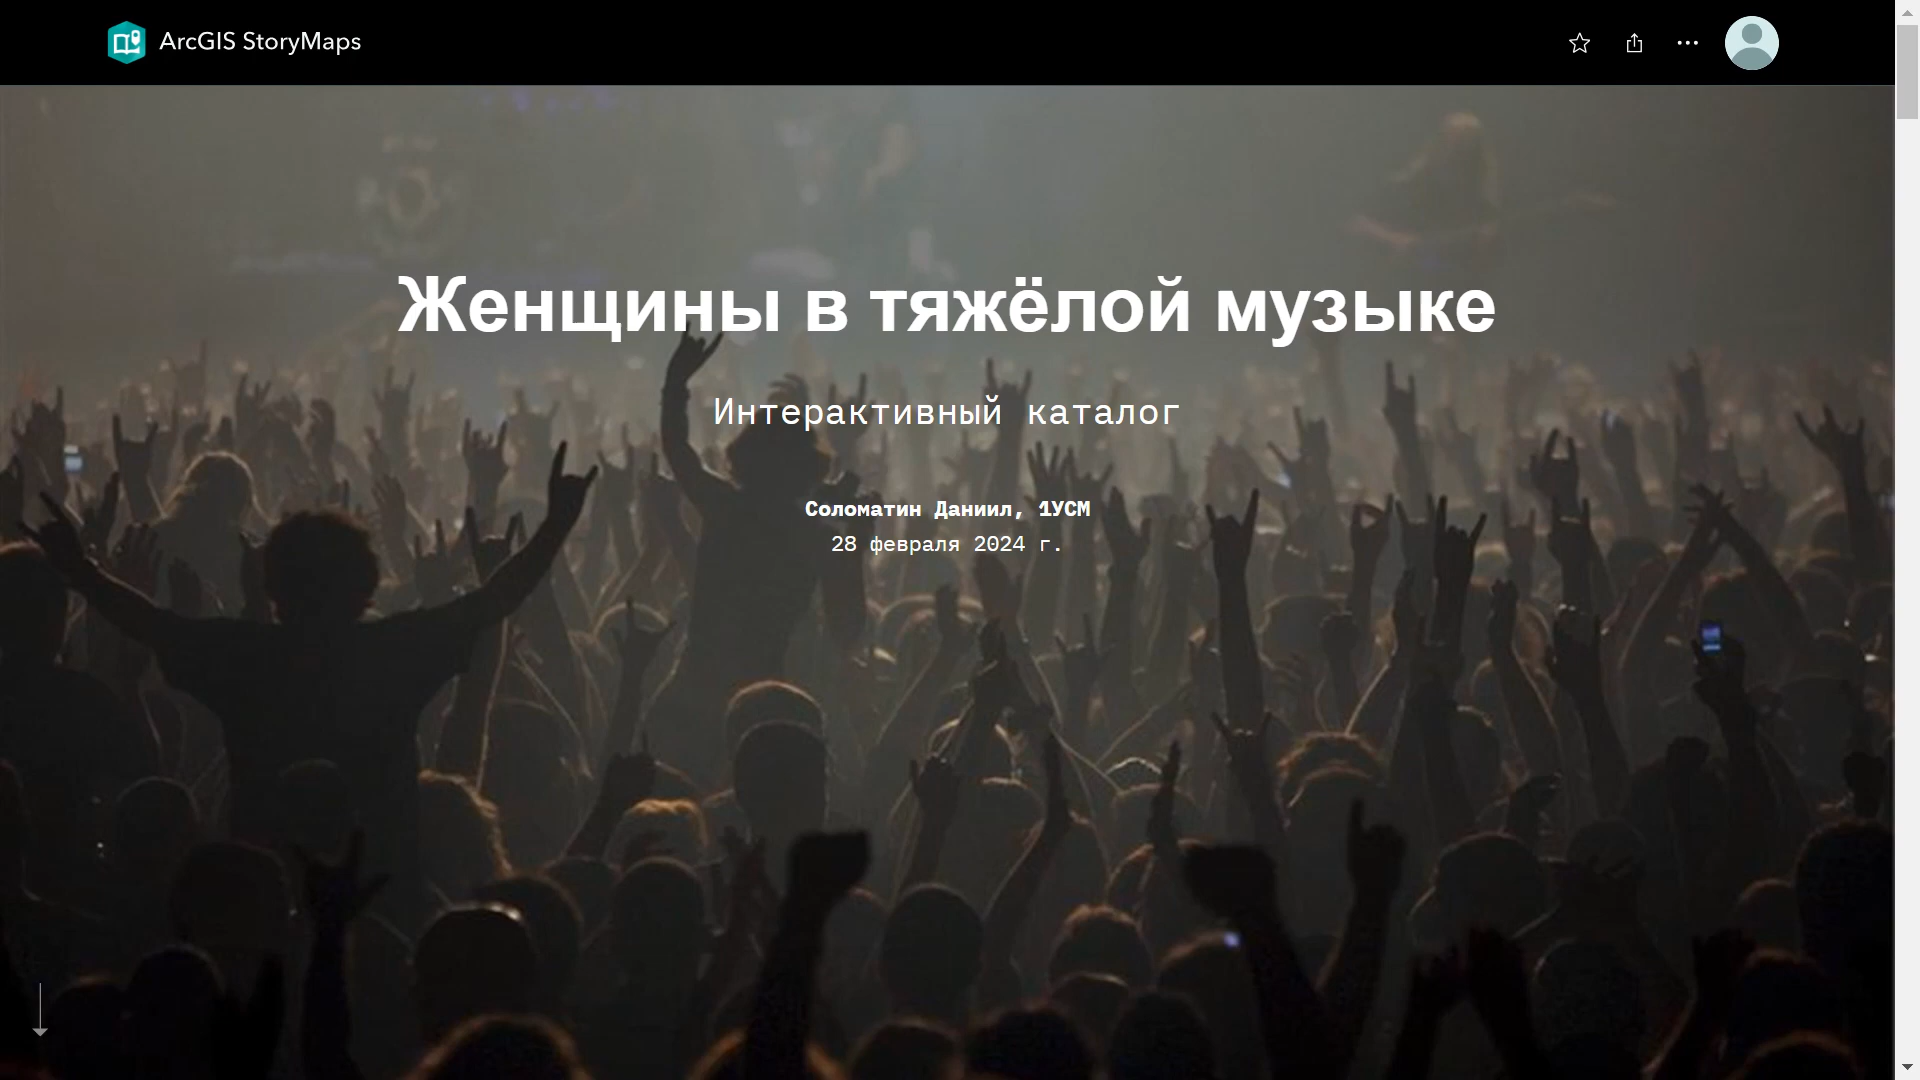 ArcGIS StoryMaps
Женщины в тяжёлой музыке
Интерактивный каталог
Соломатин Даниил, 1УСМ
28 февраля 2024 г.